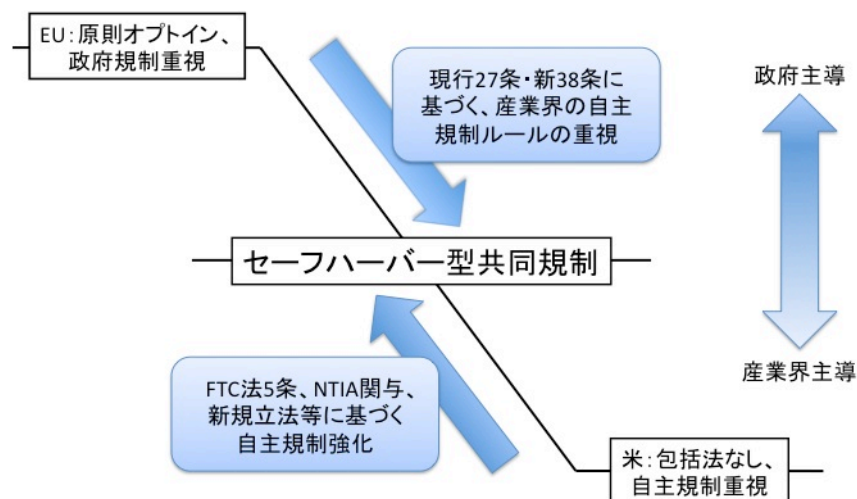 EU：原則オプトイン、
政府規制重視
現行27条・新38条に
基づく、産業界の自主
規制ルールの重視
政府主導
セーフハーバー型共同規制
FTC法5条、NTIA関与、
新規立法等に基づく
自主規制強化
産業界主導
米：包括法なし、
自主規制重視